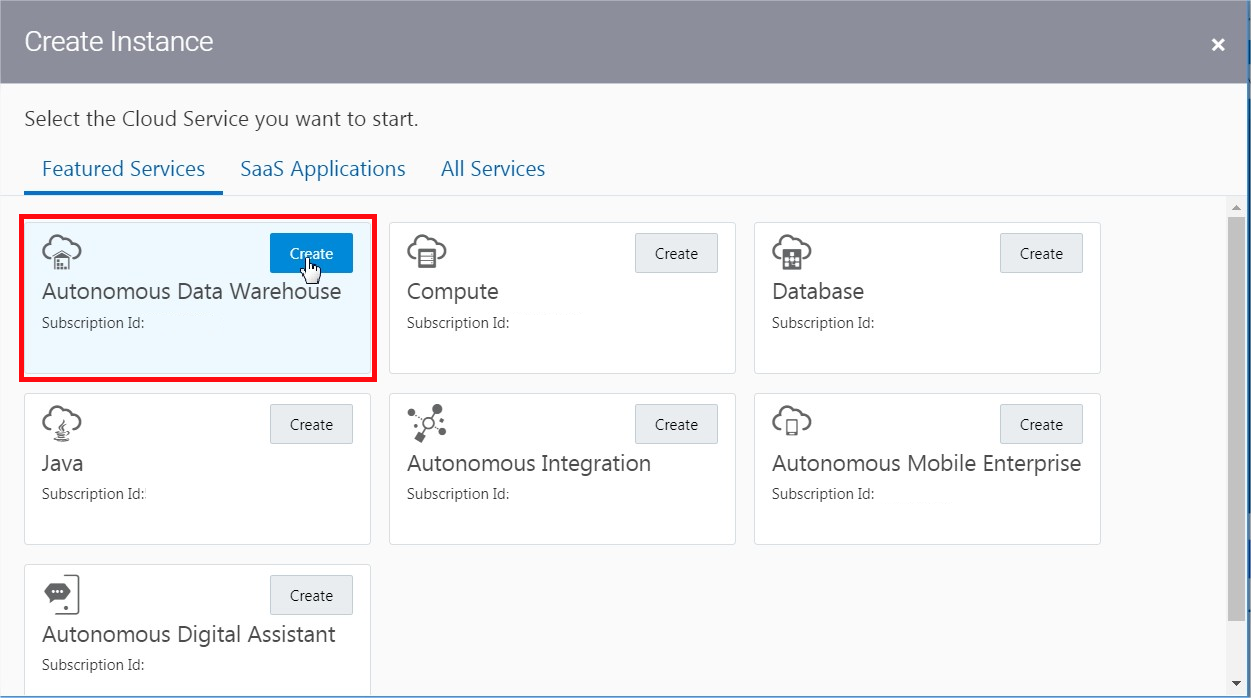 Create Instance
×
Select the Cloud Service you want to start.
Featured Services SaaS Applications All Services
Create
Autonomous Data Warehouse
Subscription Id:
Create
Compute
Subscription Id:
Create
Database
Subscription Id:
Create
Java
Subscription Id:
Create
Autonomous Integration
Subscription Id:
Create
Autonomous Mobile Enterprise
Subscription Id:
Create
Autonomous Digital Assistant
Subscription Id: